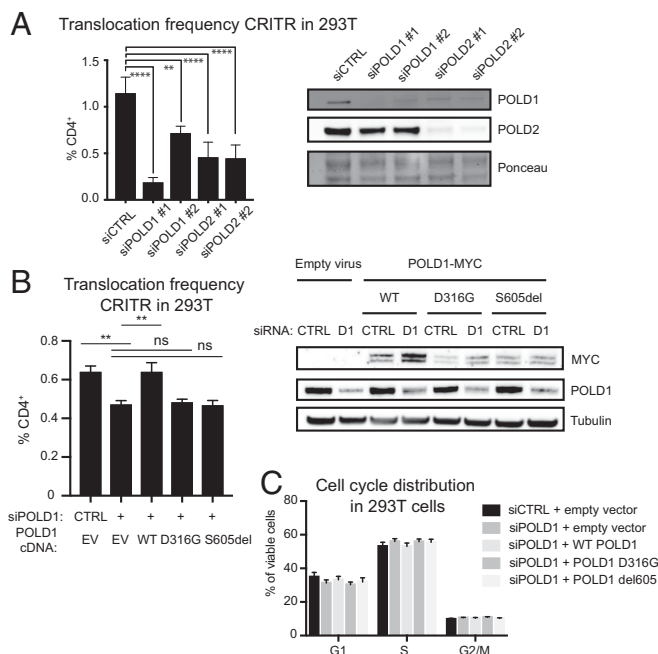 A
Translocation frequency CRITR in 293T
% CD4+
1.5
1.0
0.5
0.0
****
**
****
****
siCTRL
siPOLD1 #1
siPOLD1 #2
siPOLD2 #1
siPOLD2 #2
siCTRL
siPOLD1 #1
siPOLD1 #2
siPOLD2 #1
siPOLD2 #2
POLD1
POLD2
Ponceau
B
Translocation frequency
CRITR in 293T
% CD4+
0.8
0.6
0.4
0.2
0
**
**
ns
ns
siPOLD1: CTRL + + + +
POLD1
cDNA: EV EV WT D316G S605del
Empty virus POLD1-MYC
WT D316G S605del
siRNA: CTRL D1 CTRL D1 CTRL D1 CTRL D1
MYC
POLD1
Tubulin
C
Cell cycle distribution
in 293T cells
% of viable cells
80
60
40
20
0
G1 S G2/M
siCTRL + empty vector
siPOLD1 + empty vector
siPOLD1 + WT POLD1
siPOLD1 + POLD1 D316G
siPOLD1 + POLD1 del605